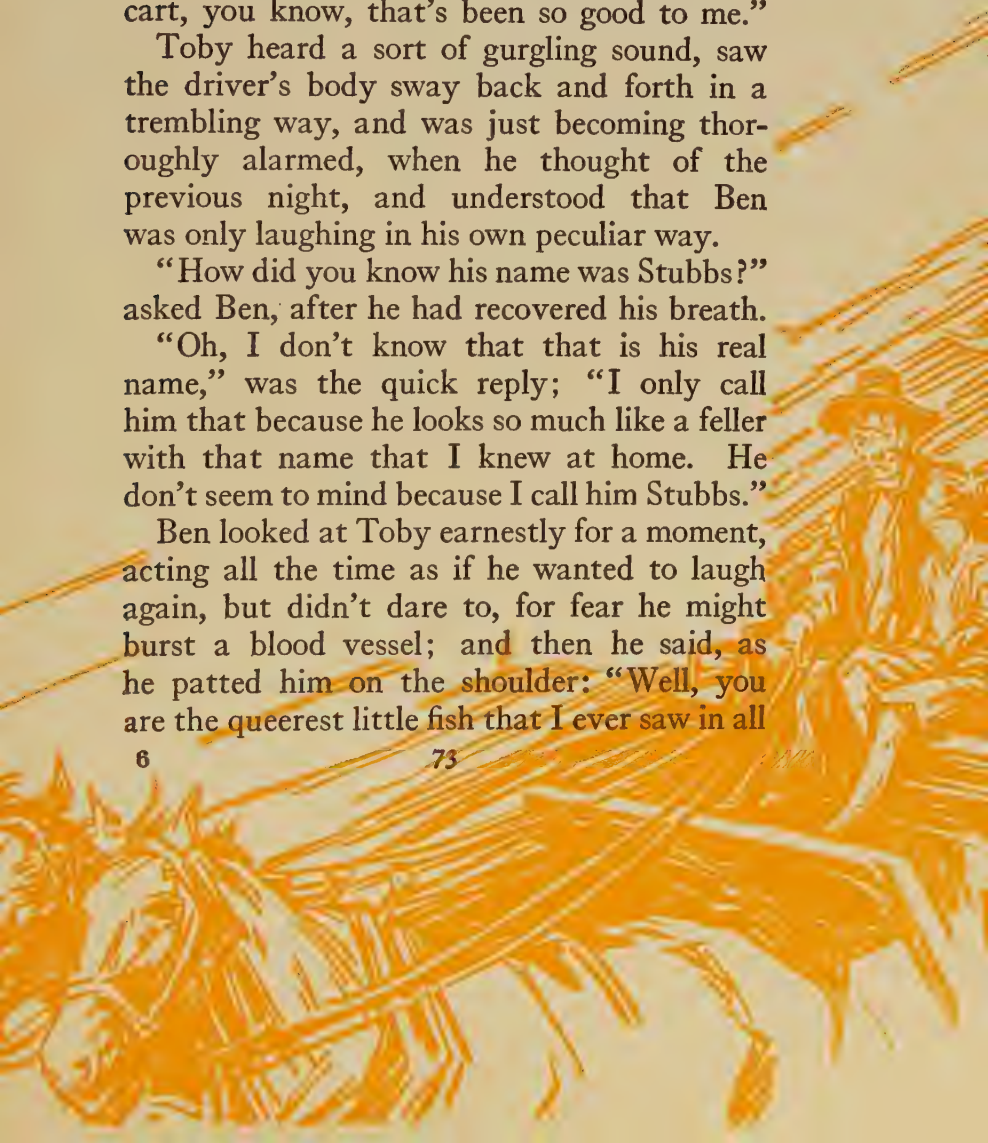 cart, you know, that's been so good to me.”
Toby heard a sort of gurgling sound, saw
the driver's body sway back and forth in a
trembling way, and was just becoming thor-
oughly alarmed, when he thought of the
previous night, and understood that Ben
was only laughing in his own peculiar way.
“How did you know his name was Stubbs?”
asked Ben, after he had recovered his breath.
“Oh, I don't know that that is his real
name,” was the quick reply; “I only call
him that because he looks so much like a feller
with that name that I knew at home. He
don't seem to mind because I call him Stubbs.”
Ben looked at Toby earnestly for a moment,
acting all the time as if he wanted to laugh
again, but didn't dare to, for fear he might
burst a blood vessel; and then he said, as
he patted him on the shoulder: “Well, you
are the queerest little fish that I ever saw in all
6 73